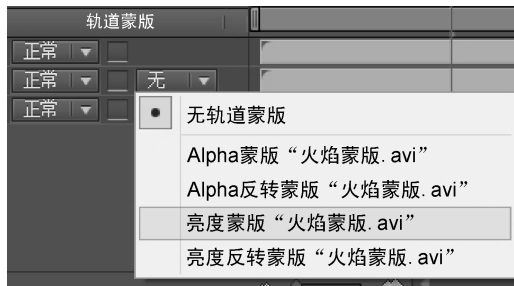 轨道蒙版
正常
正常 无
正常
无轨道蒙版
Alpha蒙版“火焰蒙版. avi”
Alpha反转蒙版“火焰蒙版. avi”
亮度蒙版“火焰蒙版. avi”
亮度反转蒙版“火焰蒙版. avi”